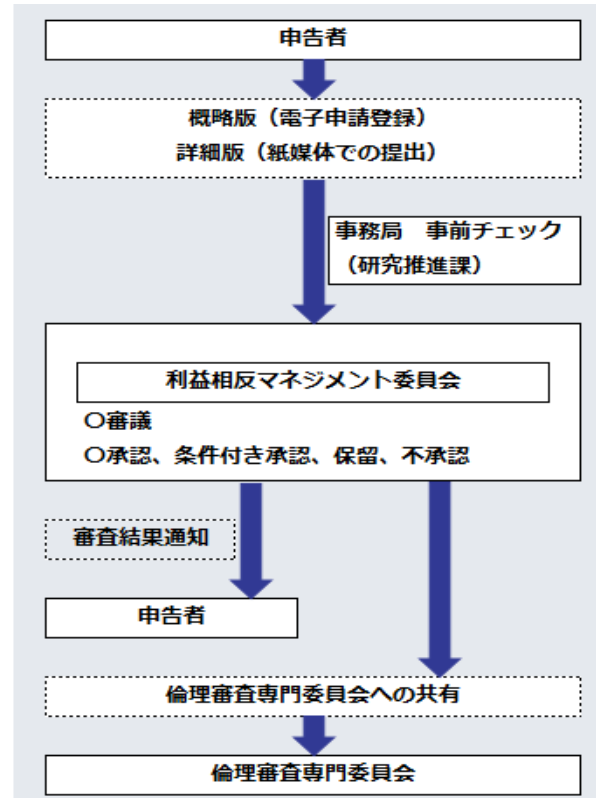 申告者
概略版（電子申請登録）
詳細版（紙媒体での提出）
事務局　事前チェック
（研究推進課）
利益相反マネジメント委員会
〇審議
〇承認、条件付き承認、保留、不承認
審査結果通知
申告者
倫理審査専門委員会への共有
倫理審査専門委員会